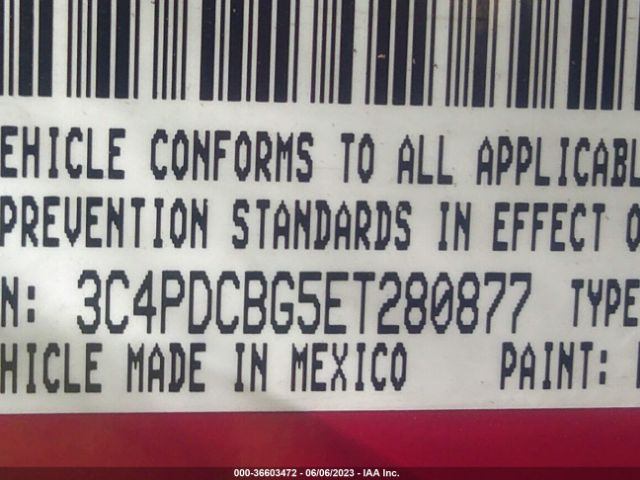 EHICLE CONFORMS TO ALL APPLICABL
PREVENTION STANDARDS IN EFFECT O
N: 3C4PDCBG5ET280877 TYPE
HICLE MADE IN MEXICO PAINT:
000-36603472 - 06/06/2023 - IAA Inc.